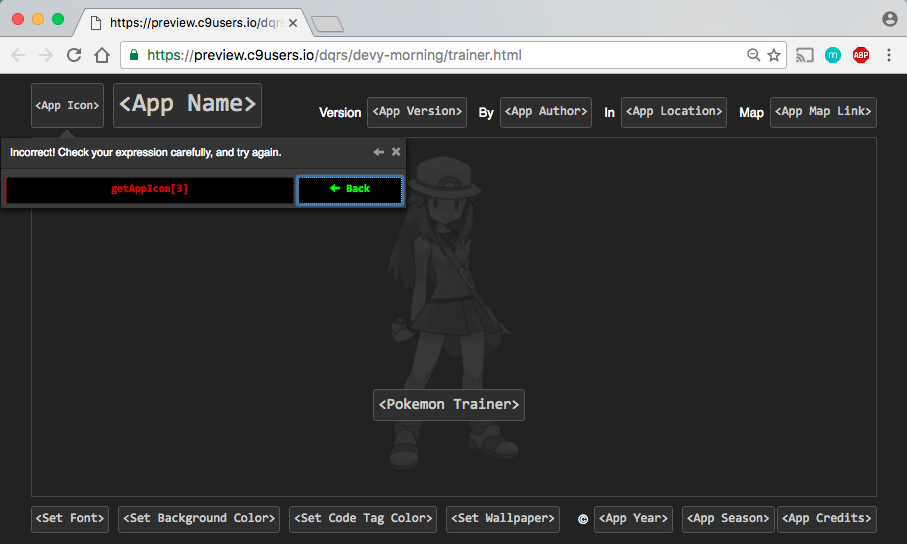 https://preview.c9users.io/dqrs
https://preview.c9users.io/dqrs/devy-morning/trainer.html
m
ABP
<App Icon>
<App Name>
Version <App Version> By <App Author> In <App Location> Map <App Map Link>
Incorrect! Check your expression carefully, and try again.
getAppIcon[3]
Back
<Pokemon Trainer>
<Set Font> <Set Background Color> <Set Code Tag Color> <Set Wallpaper> © <App Year> <App Season> <App Credits>